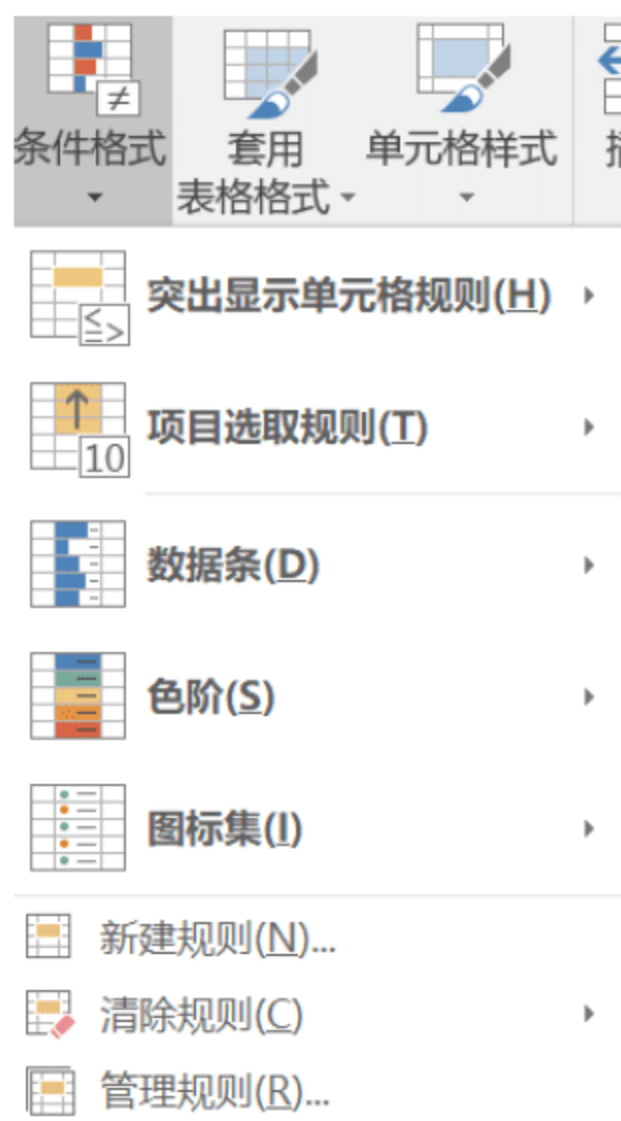 ≠
条件格式
套用
表格格式
单元格样式
突出显示单元格规则(H)
项目选取规则(T)
10
数据条(D)
色阶(S)
图标集(I)
新建规则(N)...
清除规则(C)
管理规则(R)...